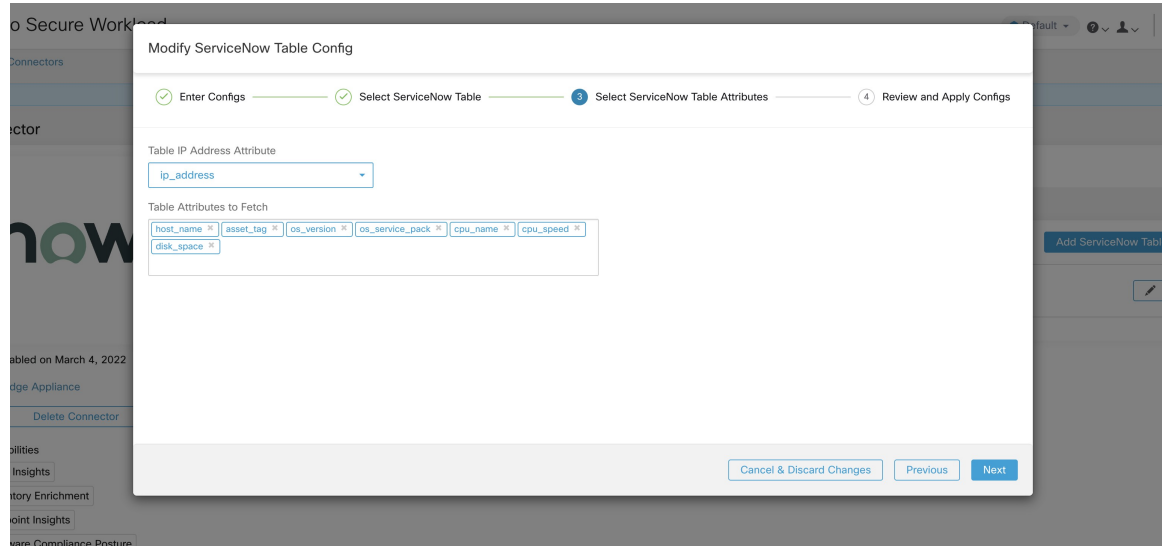 o Secure Workload
Default
Connectors
Modify ServiceNow Table Config
Enter Configs
Select ServiceNow Table
3 Select ServiceNow Table Attributes
4 Review and Apply Configs
ector
Table IP Address Attribute
ip_address
Table Attributes to Fetch
host_name × asset_tag × os_version × os_service_pack × cpu_name × cpu_speed ×
disk_space ×
now
Add ServiceNow Tabl
abled on March 4, 2022
dge Appliance
Delete Connector
bilities
Insights
ntory Enrichment
point Insights
ware Compliance Posture
Cancel & Discard Changes
Previous
Next